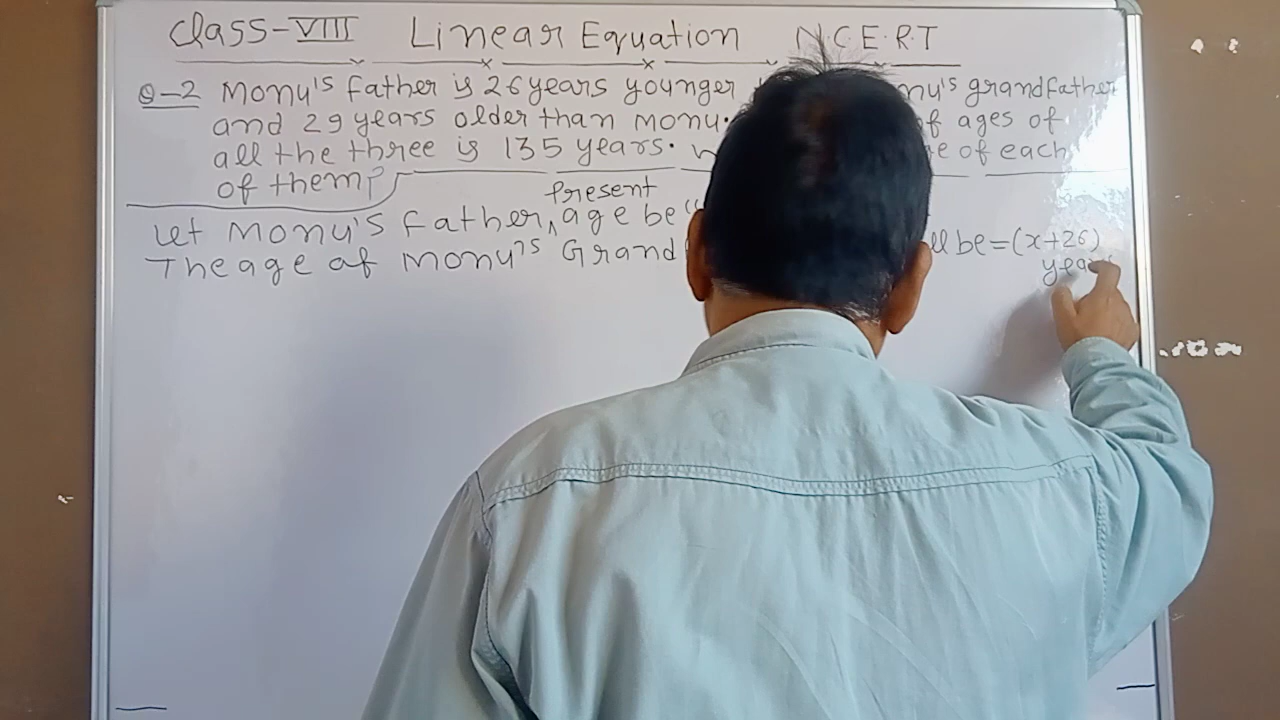 Class-VIII Linear Equation N.C.E.R.T
Q-2 Monu's Father is 26 years younger nu's grandfather
and 29 years older than monu. of ages of
all the three is 135 years. e of each
of them?
Present
Let Monu's Father, age be "
The age of monu's Grand ll be = (x+26)
years